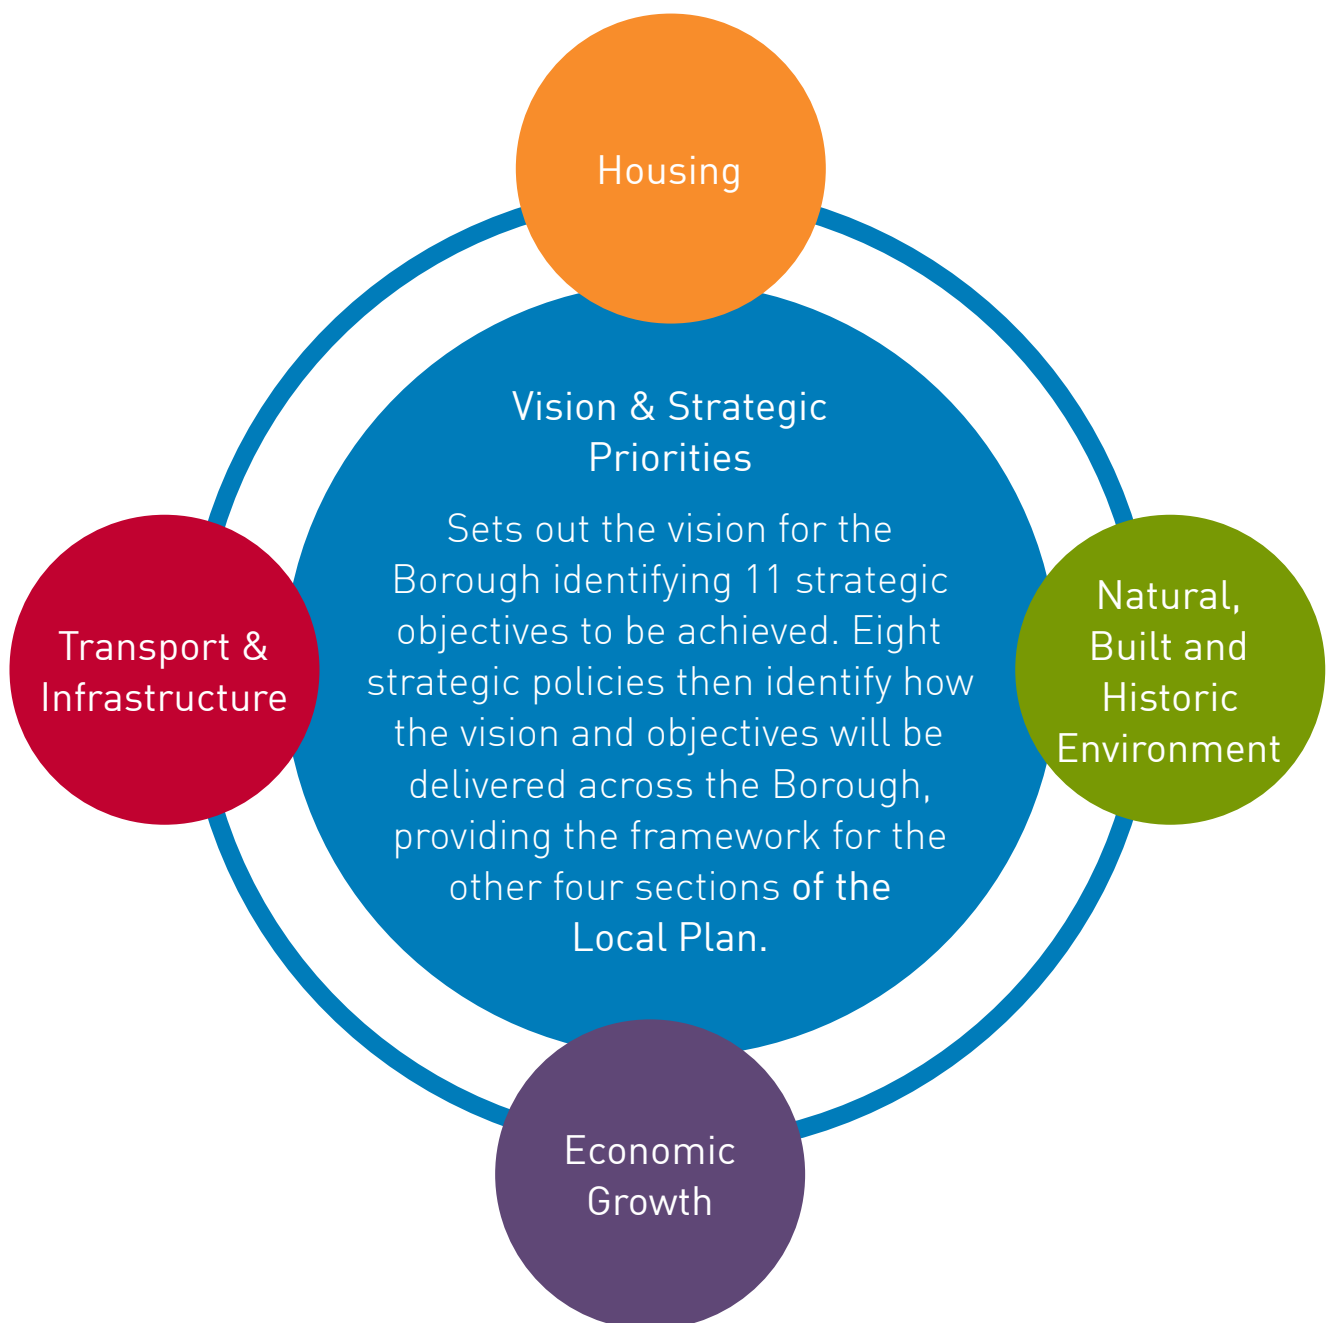 Housing
Vision & Strategic
Priorities
Sets out the vision for the
Borough identifying 11 strategic
objectives to be achieved. Eight
strategic policies then identify how
the vision and objectives will be
delivered across the Borough,
providing the framework for the
other four sections of the
Local Plan.
Transport &
Infrastructure
Natural,
Built and
Historic
Environment
Economic
Growth